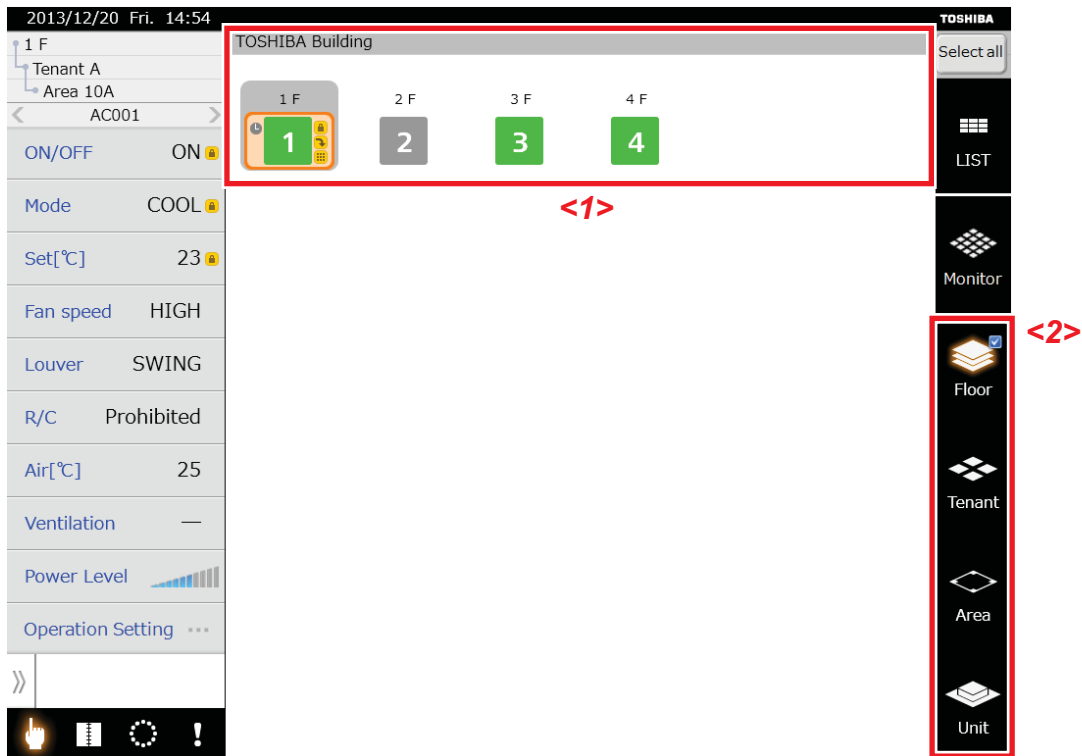 2013/12/20 Fri. 14:54
TOSHIBA
1 F
Tenant A
Area 10A
AC001
ON/OFF ON
Mode COOL
Set[℃] 23
Fan speed HIGH
Louver SWING
R/C Prohibited
Air[℃] 25
Ventilation —
Power Level
Operation Setting ···
TOSHIBA Building
1 F 2 F 3 F 4 F
1 2 3 4
<1>
Select all
LIST
Monitor
<2>
Floor
Tenant
Area
Unit